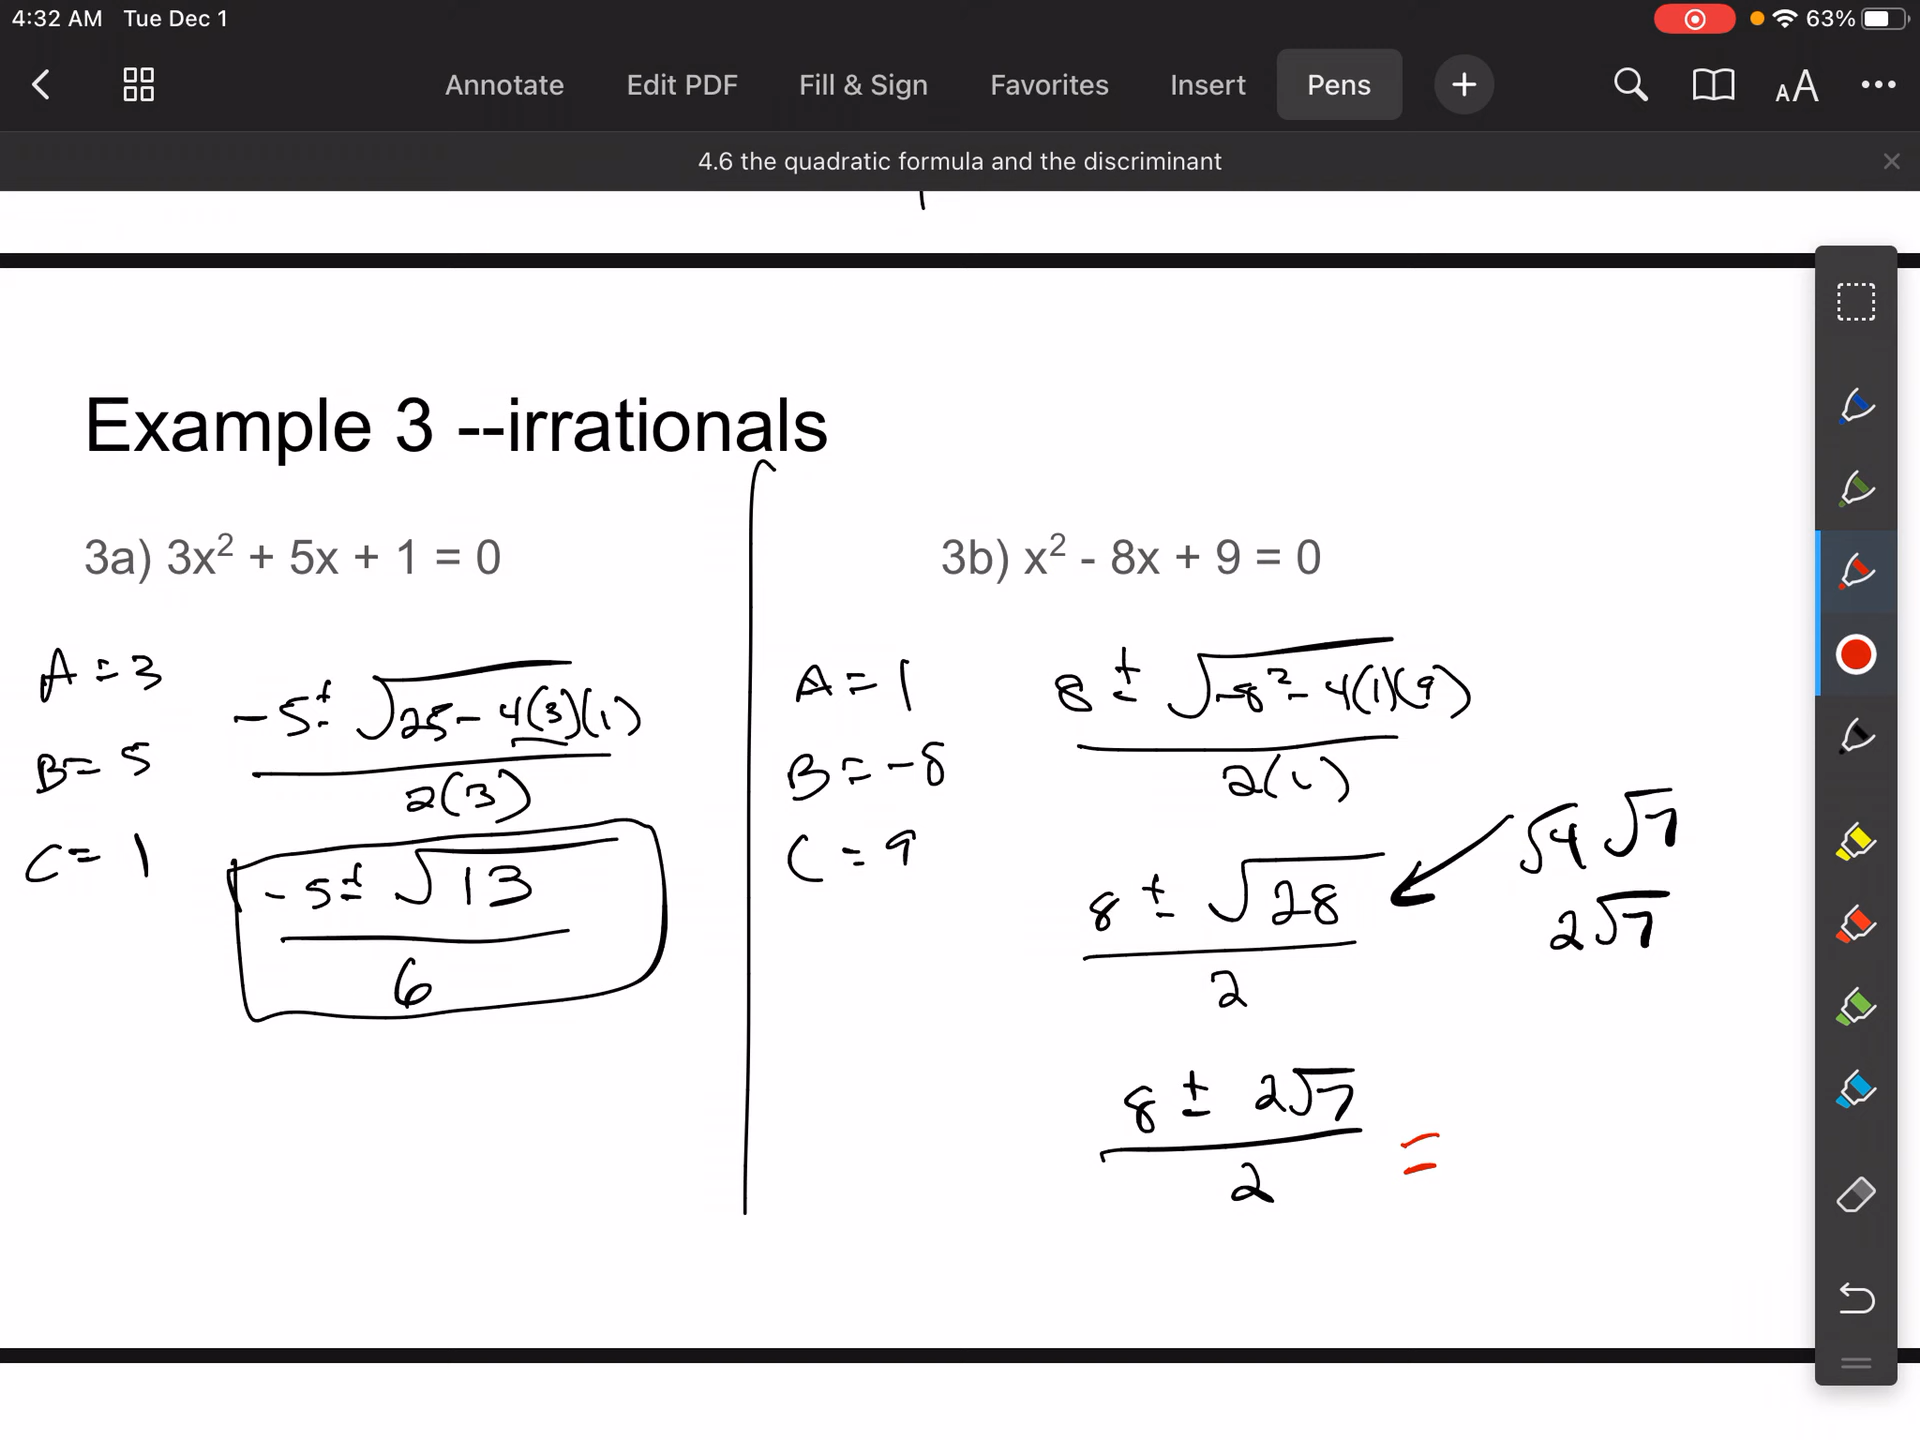 4:32 AM Tue Dec 1 63%
Annotate Edit PDF Fill & Sign Favorites Insert Pens + AA
4.6 the quadratic formula and the discriminant
Example 3 --irrationals
3a) 3x² + 5x + 1 = 0
A = 3
B = 5
C = 1
-5 ± √25 - 4(3)(1)
2(3)
-5 ± √13
6
3b) x² - 8x + 9 = 0
A = 1
B = -8
C = 9
8 ± √-8² - 4(1)(9)
2(1)
8 ± √28
2
√4 √7
2√7
8 ± 2√7 =
2